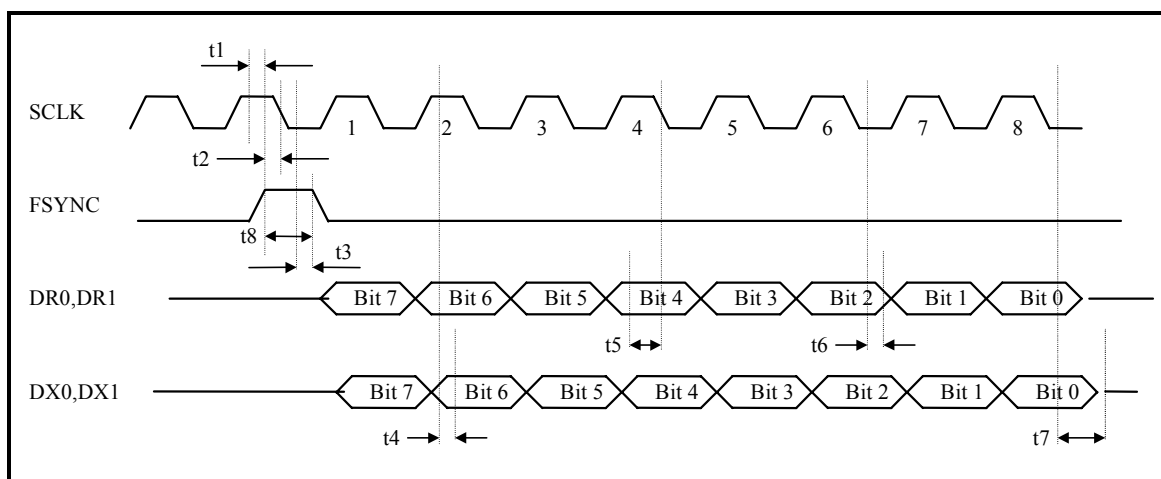 t1
SCLK
1 2 3 4 5 6 7 8
t2
FSYNC
t8
t3
DR0,DR1
Bit 7 Bit 6 Bit 5 Bit 4 Bit 3 Bit 2 Bit 1 Bit 0
t5 t6
DX0,DX1
Bit 7 Bit 6 Bit 5 Bit 4 Bit 3 Bit 2 Bit 1 Bit 0
t4 t7